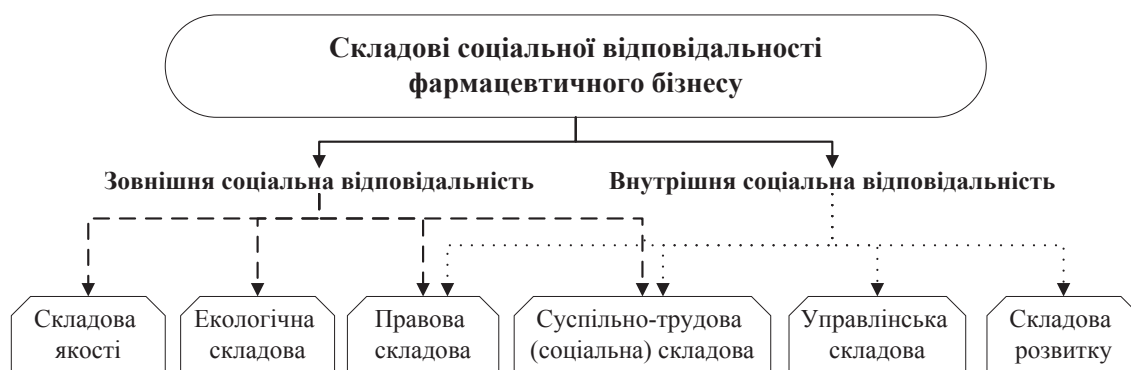 Складові соціальної відповідальності
фармацевтичного бізнесу
Зовнішня соціальна відповідальність
Внутрішня соціальна відповідальність
Складова
якості
Екологічна
складова
Правова
складова
Суспільно-трудова
(соціальна) складова
Управлінська
складова
Складова
розвитку